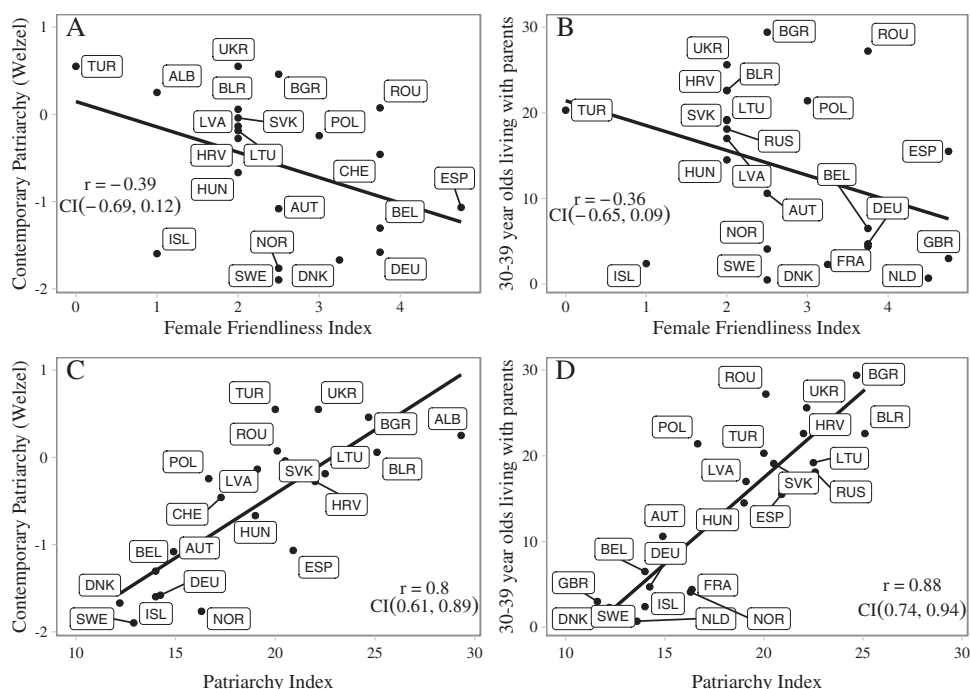 A
Contemporary Patriarchy (Welzel)
1
0
-1
-2
UKR
TUR
ALB
BLR
BGR
ROU
LVA
SVK
POL
HRV
LTU
CHE
HUN
ESP
r = −0.39
CI(−0.69, 0.12)
AUT
BEL
ISL
NOR
SWE
DNK
DEU
0
1
2
3
4
Female Friendliness Index
B
30-39 year olds living with parents
30
20
10
0
BGR
ROU
UKR
HRV
BLR
TUR
SVK
LTU
POL
RUS
ESP
HUN
LVA
BEL
r = −0.36
CI(−0.65, 0.09)
AUT
DEU
NOR
GBR
ISL
SWE
DNK
FRA
NLD
0
1
2
3
4
Female Friendliness Index
C
Contemporary Patriarchy (Welzel)
1
0
-1
-2
TUR
UKR
ALB
BGR
ROU
POL
LVA
SVK
LTU
BLR
CHE
HRV
HUN
BEL
AUT
ESP
DNK
DEU
r = 0.8
CI(0.61, 0.89)
SWE
ISL
NOR
10
15
20
25
30
Patriarchy Index
D
30-39 year olds living with parents
30
20
10
0
ROU
BGR
UKR
BLR
POL
TUR
HRV
LTU
LVA
SVK
RUS
AUT
HUN
ESP
BEL
DEU
GBR
FRA
r = 0.88
CI(0.74, 0.94)
ISL
DNK
SWE
NLD
NOR
10
15
20
25
30
Patriarchy Index